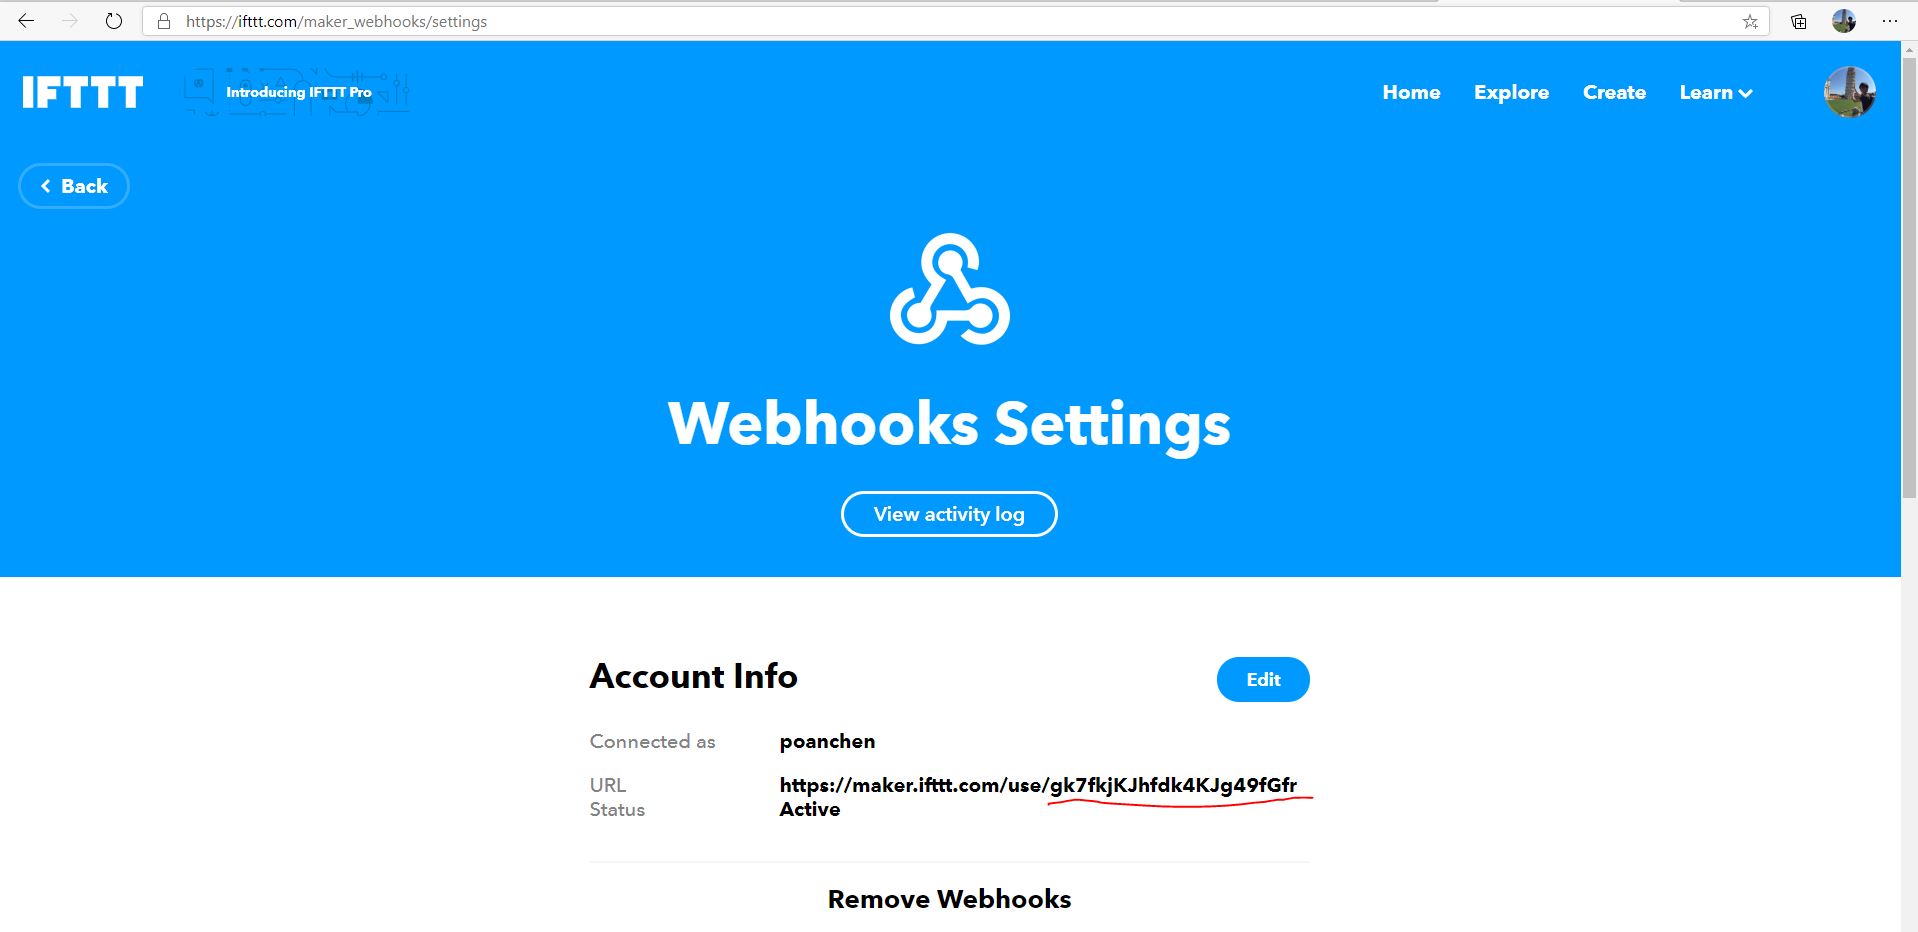 https://ifttt.com/maker_webhooks/settings
IFTTT
Introducing IFTTT Pro
Home Explore Create Learn
Back
Webhooks Settings
View activity log
Account Info Edit
Connected as poanchen
URL https://maker.ifttt.com/use/gk7fkjKJhfdk4KJg49fGfr
Status Active
Remove Webhooks